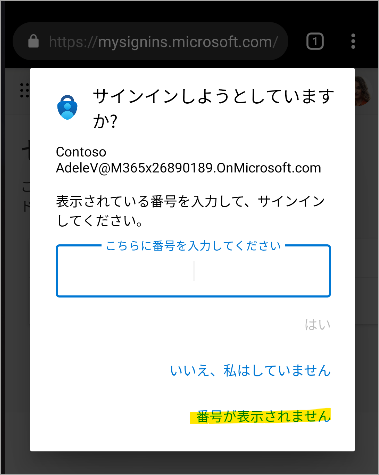 https://mysignins.microsoft.com/
1
サインインしようとしています
か?
Contoso
AdeleV@M365x26890189.OnMicrosoft.com
表示されている番号を入力して、サインイン
してください。
こちらに番号を入力してください
はい
いいえ、私はしていません
番号が表示されません